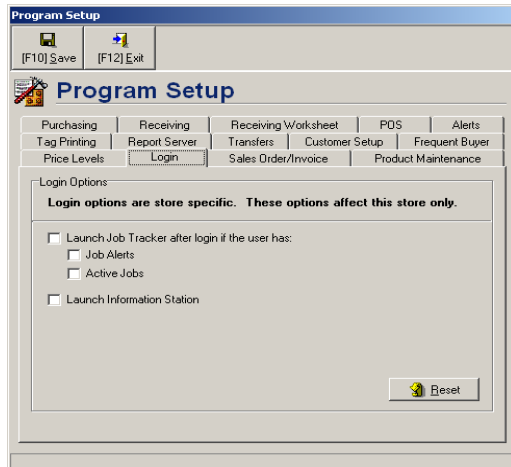 Program Setup
[F10] Save [F12] Exit
Program Setup
Purchasing Receiving Receiving Worksheet POS Alerts
Tag Printing Report Server Transfers Customer Setup Frequent Buyer
Price Levels Login Sales Order/Invoice Product Maintenance
Login Options
Login options are store specific. These options affect this store only.
Launch Job Tracker after login if the user has:
Job Alerts
Active Jobs
Launch Information Station
Reset